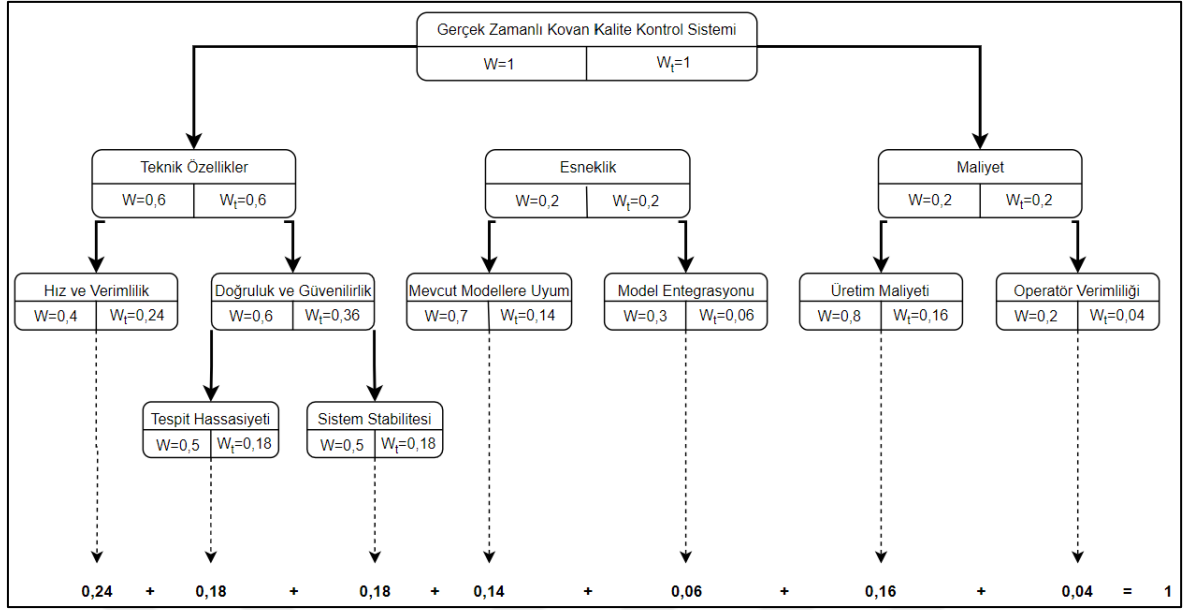 Gerçek Zamanlı Kovan Kalite Kontrol Sistemi
W=1 Wt=1
Teknik Özellikler
W=0,6 Wt=0,6
Esneklik
W=0,2 Wt=0,2
Maliyet
W=0,2 Wt=0,2
Hız ve Verimlilik
W=0,4 Wt=0,24
Doğruluk ve Güvenilirlik
W=0,6 Wt=0,36
Mevcut Modellere Uyum
W=0,7 Wt=0,14
Model Entegrasyonu
W=0,3 Wt=0,06
Üretim Maliyeti
W=0,8 Wt=0,16
Operatör Verimliliği
W=0,2 Wt=0,04
Tespit Hassasiyeti
W=0,5 Wt=0,18
Sistem Stabilitesi
W=0,5 Wt=0,18
0,24 + 0,18 + 0,18 + 0,14 + 0,06 + 0,16 + 0,04 = 1